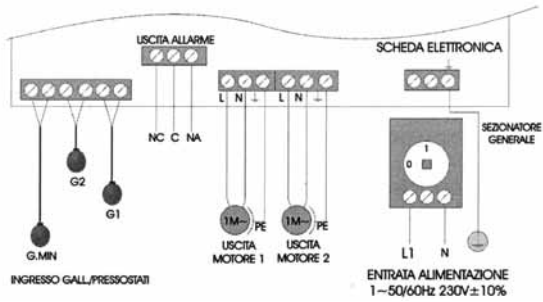 USCITA ALLARME
SCHEDA ELETTRONICA
L N
L N
NC C NA
SEZIONATORE
GENERALE
1
0
G2
G1
G.MIN
1M~
PE
1M~
PE
USCITA
MOTORE 1
USCITA
MOTORE 2
L1 N
INGRESSO GALL./PRESSOSTATI
ENTRATA ALIMENTAZIONE
1~50/60Hz 230V±10%